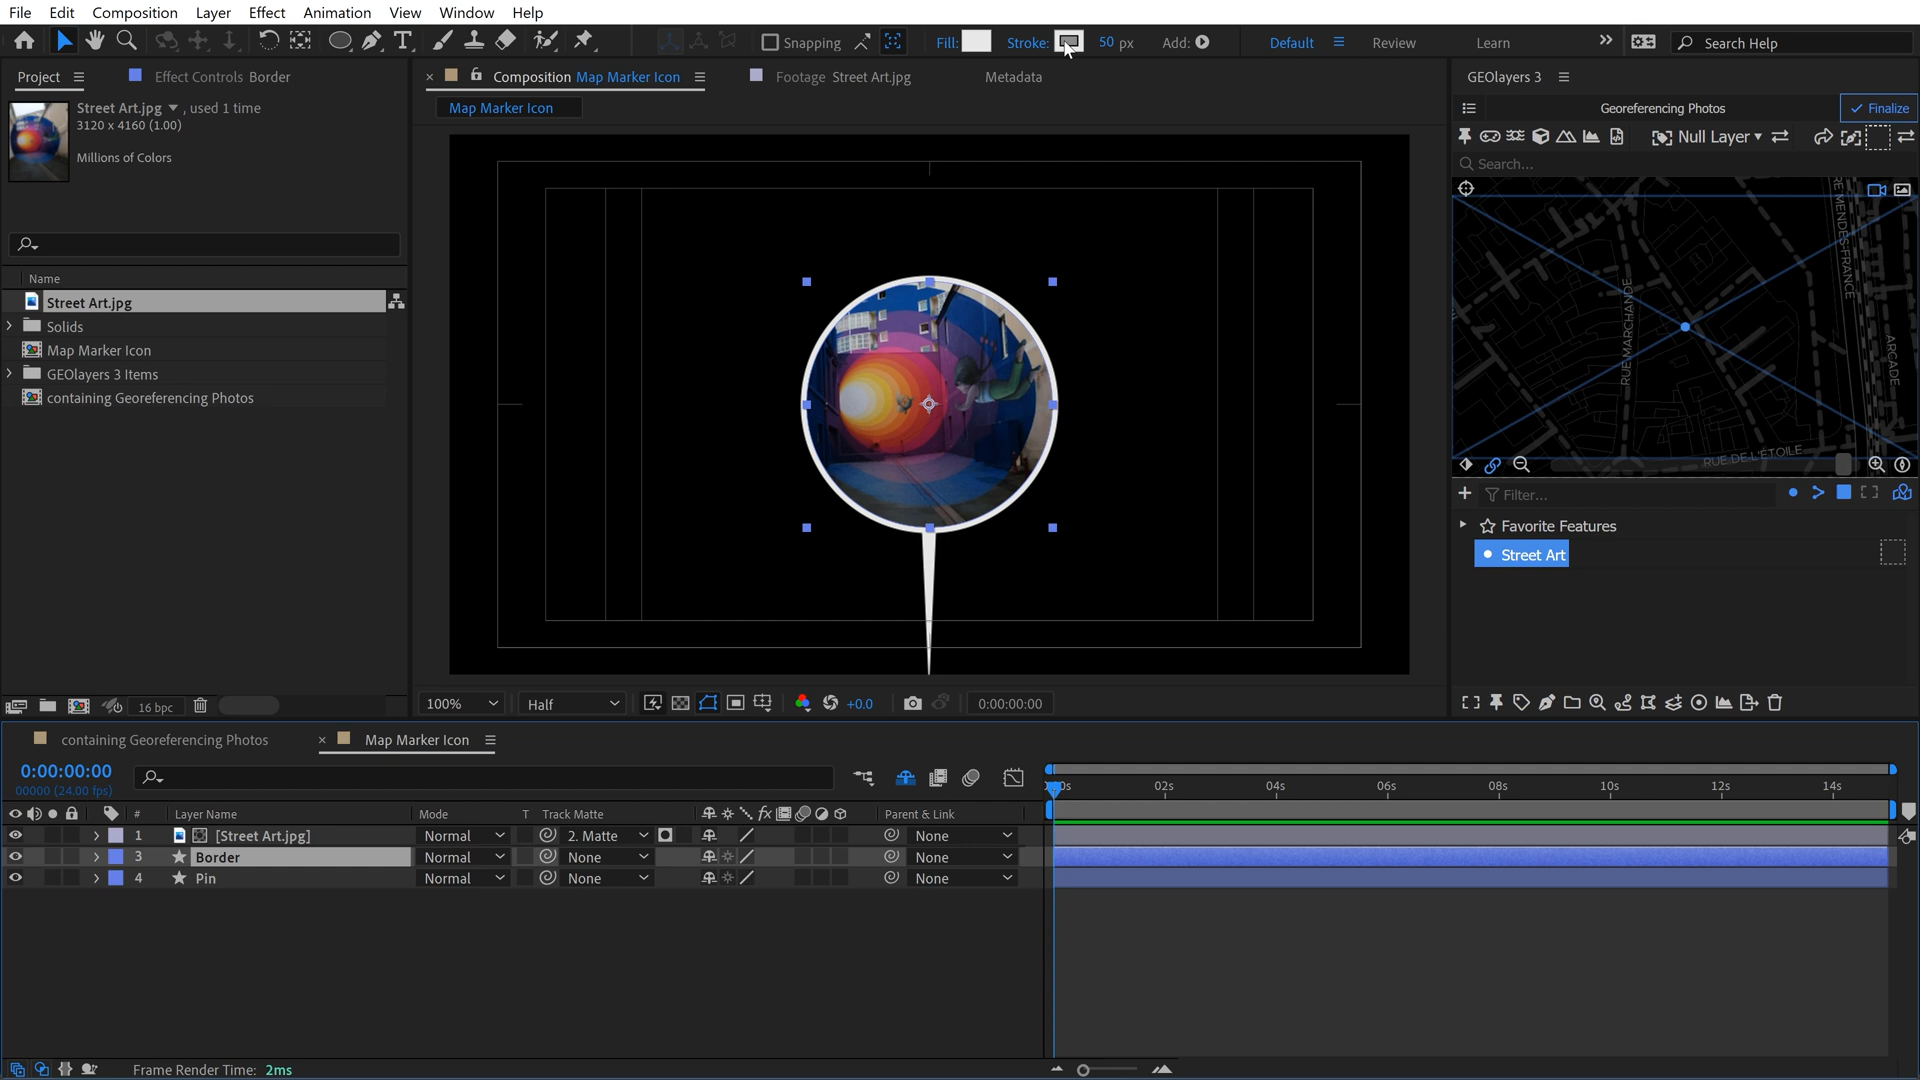 File Edit Composition Layer Effect Animation View Window Help
Snapping Fill: Stroke: 50 px Add: Default Review Learn Search Help
Project Effect Controls Border
Composition Map Marker Icon Footage Street Art.jpg Metadata
GEOlayers 3
Street Art.jpg , used 1 time
3120 x 4160 (1.00)
Millions of Colors
Map Marker Icon
Georeferencing Photos Finalize
Null Layer
Search...
Name
Street Art.jpg
Solids
Map Marker Icon
GEOlayers 3 Items
containing Georeferencing Photos
RUE MARCHANDE
RE MENDÈS-FRANCE
ARCADE
RUE DE L'ÉTOILE
Filter...
Favorite Features
Street Art
16 bpc
100% Half +0.0 0:00:00:00
containing Georeferencing Photos Map Marker Icon
0:00:00:00
00000 (24.00 fps)
02s 04s 06s 08s 10s 12s 14s
# Layer Name Mode T Track Matte fx Parent & Link
1 [Street Art.jpg] Normal 2. Matte None
3 Border Normal None None
4 Pin Normal None None
Frame Render Time: 2ms